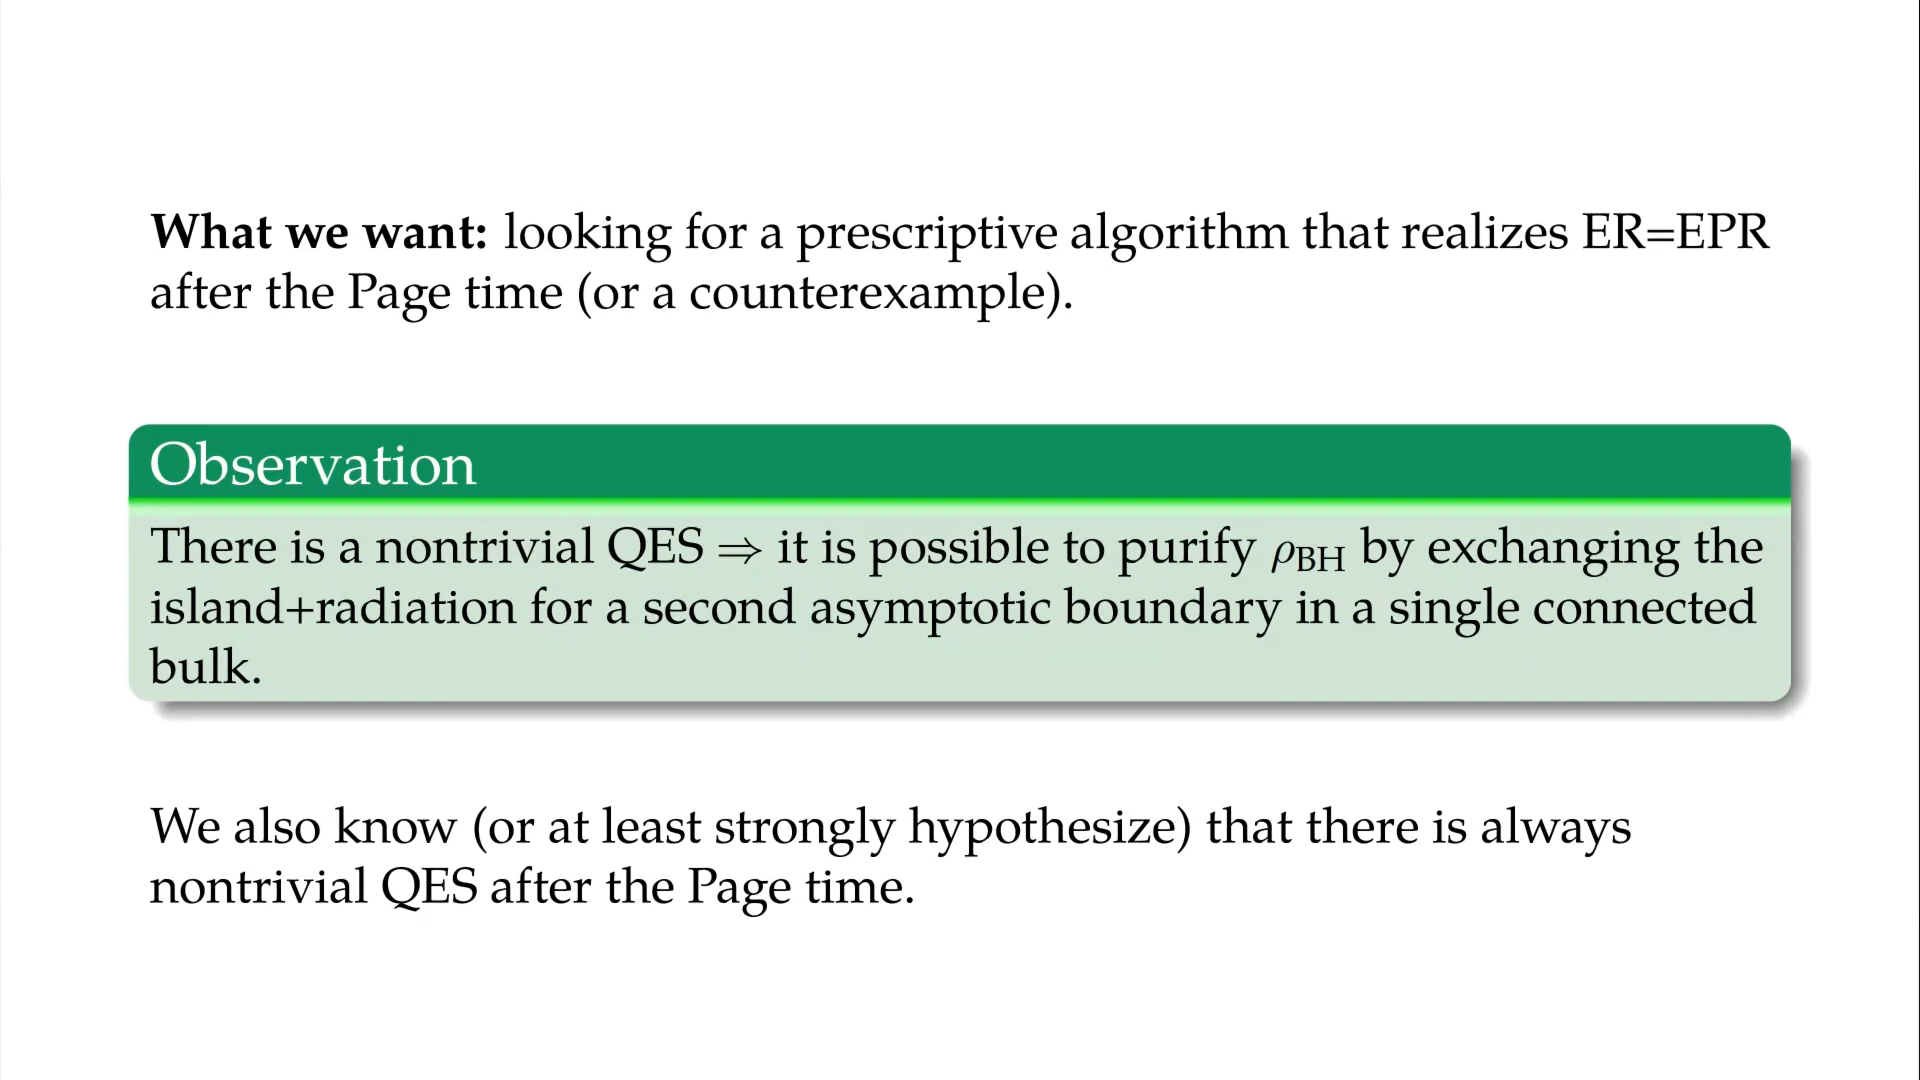 What we want: looking for a prescriptive algorithm that realizes ER=EPR
after the Page time (or a counterexample).
Observation
There is a nontrivial QES ⇒ it is possible to purify ρBH by exchanging the
island+radiation for a second asymptotic boundary in a single connected
bulk.
We also know (or at least strongly hypothesize) that there is always
nontrivial QES after the Page time.